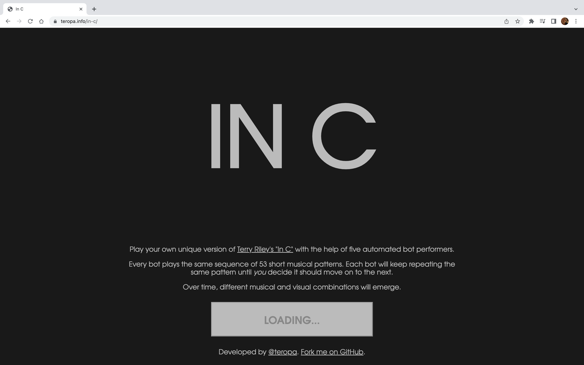 In C
teropa.info/in-c/
IN C
Play your own unique version of Terry Riley's "In C" with the help of five automated bot performers.
Every bot plays the same sequence of 53 short musical patterns. Each bot will keep repeating the
same pattern until you decide it should move on to the next.
Over time, different musical and visual combinations will emerge.
LOADING...
Developed by @teropa. Fork me on GitHub.